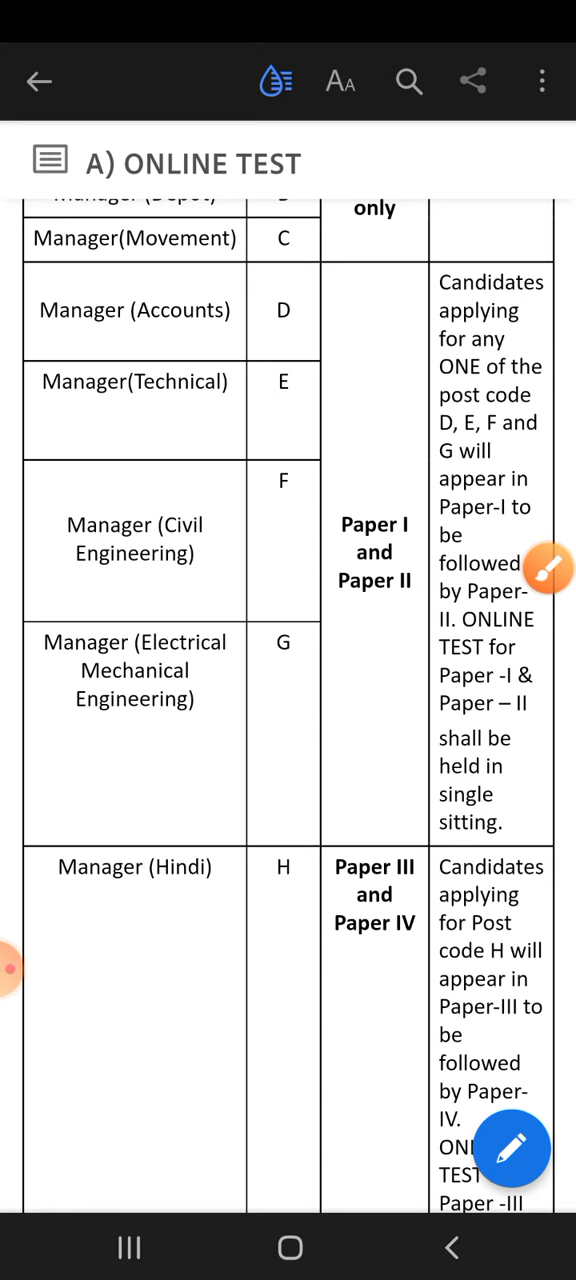 AA
A) ONLINE TEST
only
Manager(Movement)
C
Manager (Accounts)
D
Manager(Technical)
E
Manager (Civil
Engineering)
F
Manager (Electrical
Mechanical
Engineering)
G
Paper I
and
Paper II
Candidates
applying
for any
ONE of the
post code
D, E, F and
G will
appear in
Paper-I to
be
followed
by Paper-
II. ONLINE
TEST for
Paper -I &
Paper – II
shall be
held in
single
sitting.
Manager (Hindi)
H
Paper III
and
Paper IV
Candidates
applying
for Post
code H will
appear in
Paper-III to
be
followed
by Paper-
IV.
TEST
Paper -III